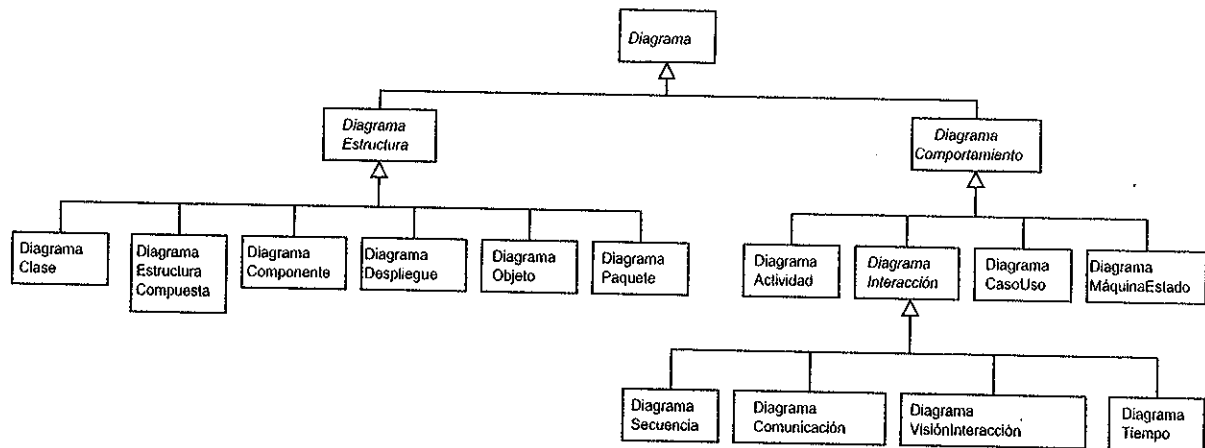 Diagrama
Diagrama
Estructura
Diagrama
Comportamiento
Diagrama
Clase
Diagrama
Estructura
Compuesta
Diagrama
Componente
Diagrama
Despliegue
Diagrama
Objeto
Diagrama
Paquete
Diagrama
Actividad
Diagrama
Interacción
Diagrama
CasoUso
Diagrama
MáquinaEstado
Diagrama
Secuencia
Diagrama
Comunicación
Diagrama
VisiónInteracción
Diagrama
Tiempo